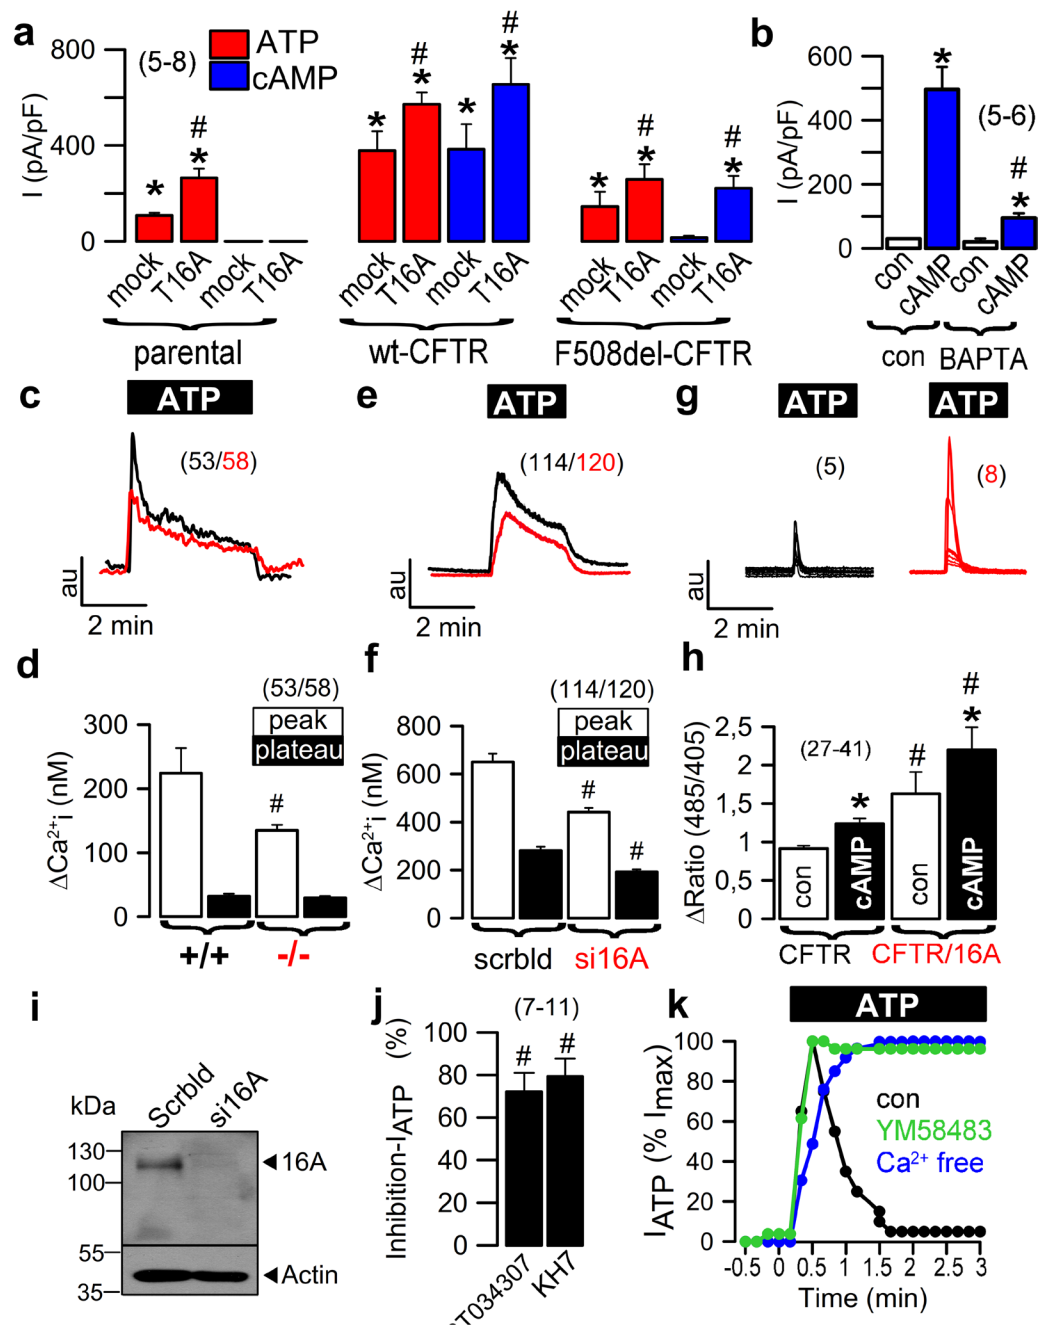 a
800
400
0
I (pA/pF)
(5-8)
ATP
cAMP
* # * * # * * # * * # * # *
mock T16A mock T16A
mock T16A mock T16A
mock T16A mock T16A
parental
wt-CFTR
F508del-CFTR
b
600
400
200
0
I (pA/pF)
(5-6)
* # *
con cAMP con cAMP
con BAPTA
c
ATP
(53/58)
au
2 min
e
ATP
(114/120)
au
2 min
g
ATP ATP
(5) (8)
au
2 min
d
(53/58)
peak
plateau
300
200
100
0
ΔCa²⁺i (nM)
#
+/+ -/-
f
(114/120)
peak
plateau
800
600
400
200
0
ΔCa²⁺i (nM)
# #
scrbld si16A
h
2,5
2
1,5
1
0,5
0
ΔRatio (485/405)
(27-41)
* # # *
con cAMP con cAMP
CFTR CFTR/16A
i
Scrbld si16A
kDa
130
100
55
35
◄16A
◄Actin
j
(7-11)
100
80
60
40
20
0
Inhibition-IATP (%)
# #
T034307 KH7
k
ATP
100
80
60
40
20
0
IATP (% Imax)
con
YM58483
Ca²⁺ free
-0.5 0 0.5 1 1.5 2 2.5 3
Time (min)